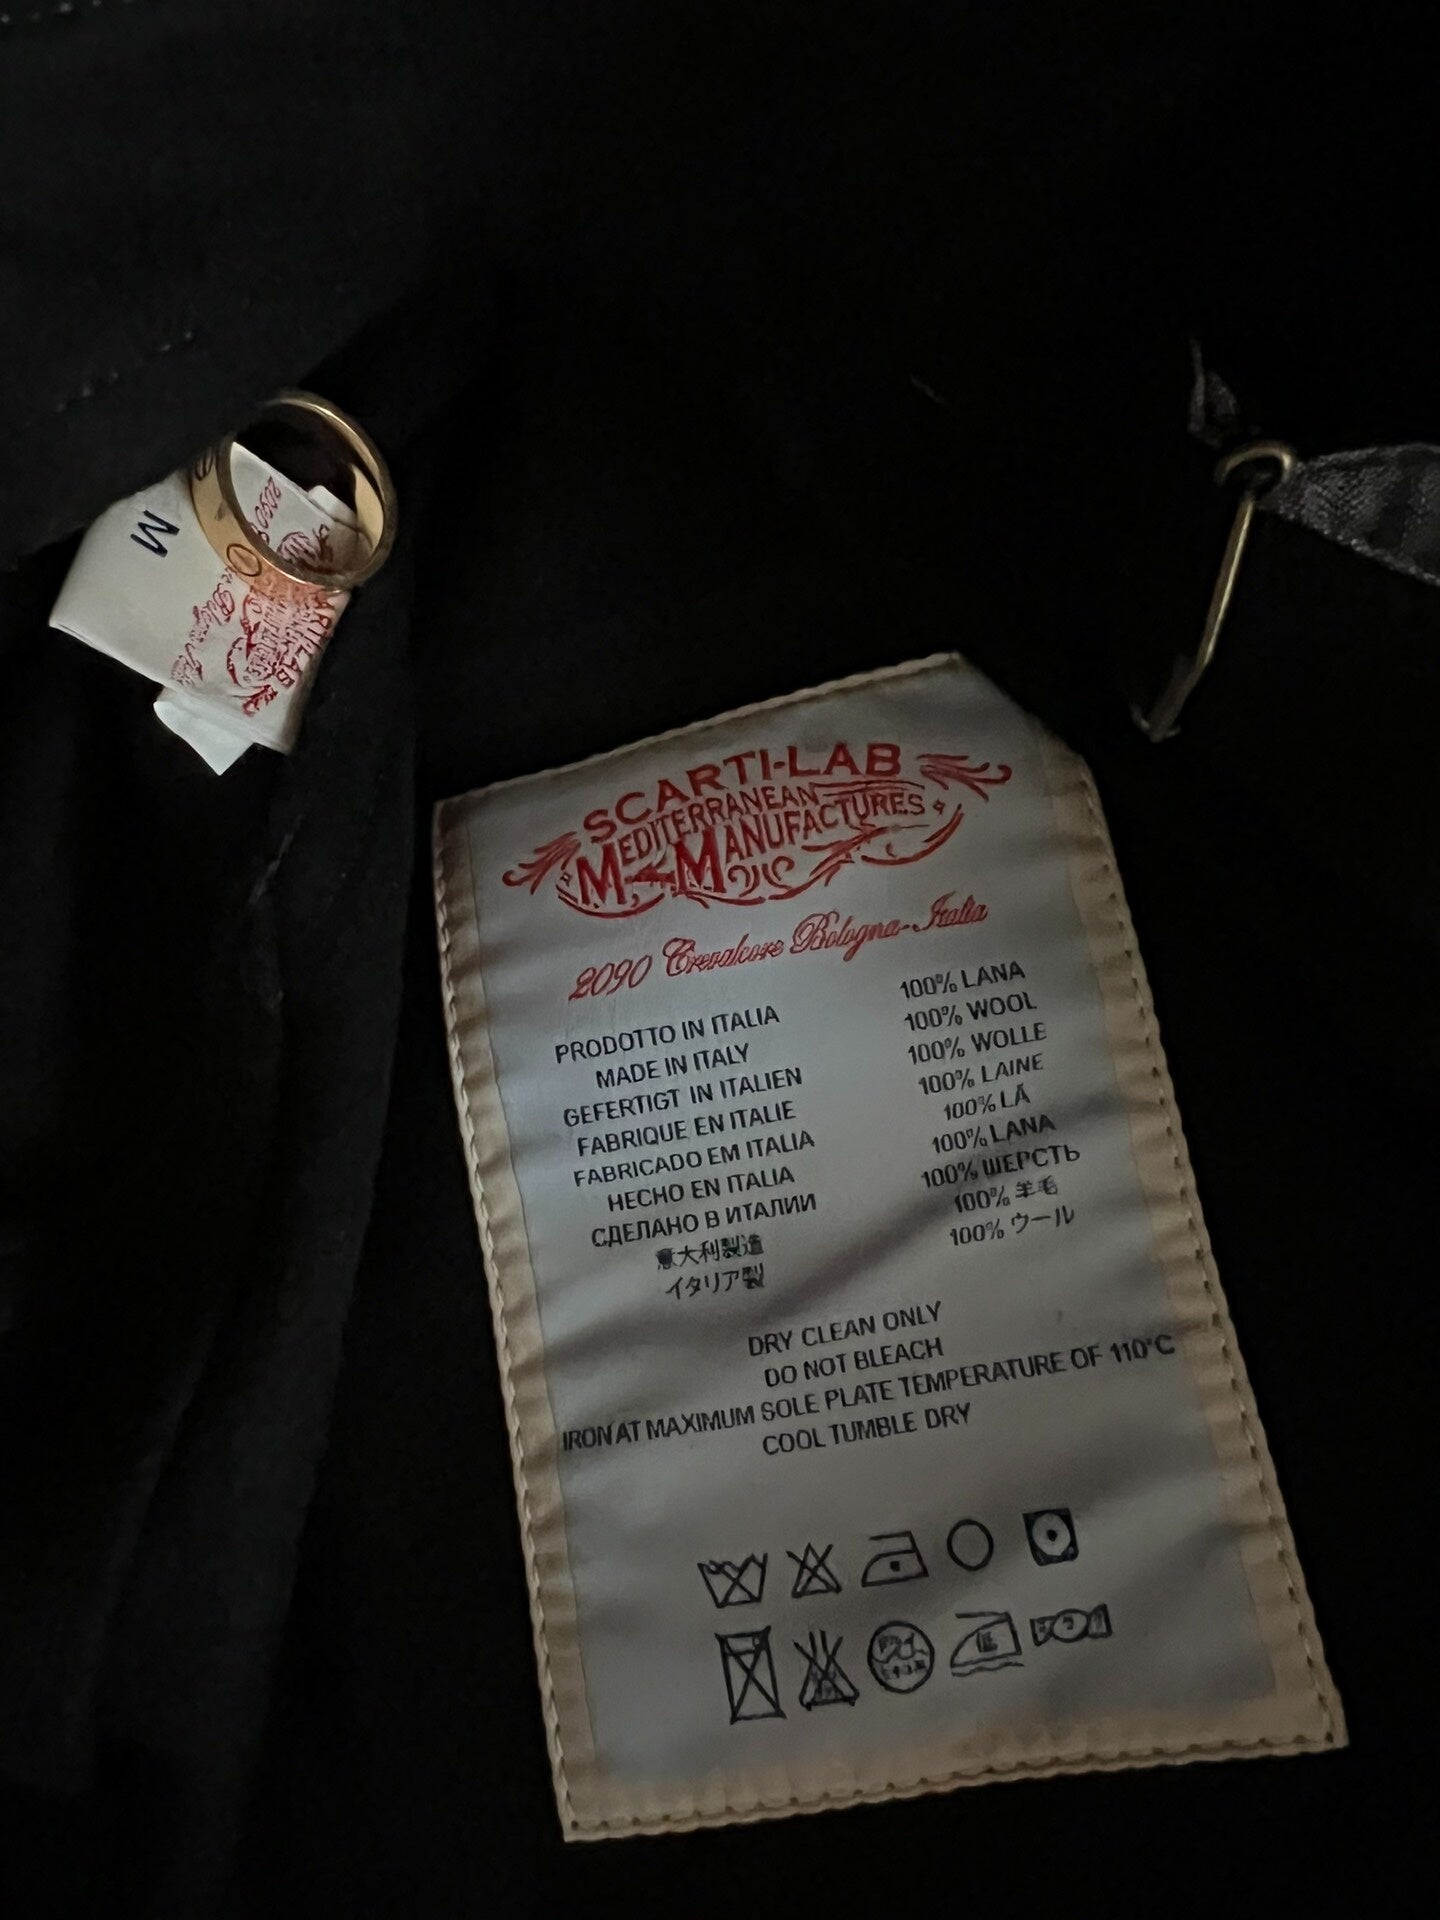 M
SCARTI-LAB
MEDITERRANEAN
MANUFACTURES
2090 Crevalcore Bologna-Italia
PRODOTTO IN ITALIA
MADE IN ITALY
GEFERTIGT IN ITALIEN
FABRIQUE EN ITALIE
FABRICADO EM ITALIA
HECHO EN ITALIA
СДЕЛАНО В ИТАЛИИ
意大利製造
イタリア製
100% LANA
100% WOOL
100% WOLLE
100% LAINE
100% LÃ
100% LANA
100% ШЕРСТЬ
100% 羊毛
100% ウール
DRY CLEAN ONLY
DO NOT BLEACH
IRON AT MAXIMUM SOLE PLATE TEMPERATURE OF 110°C
COOL TUMBLE DRY